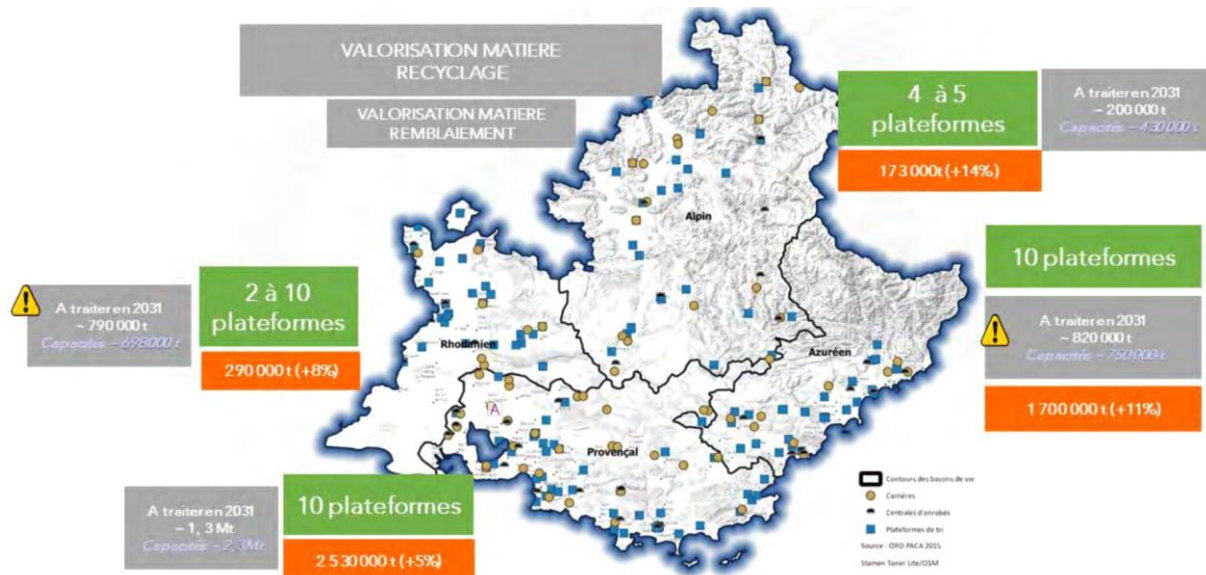 VALORISATION MATIERE
RECYCLAGE
VALORISATION MATIERE
REMBLAIEMENT
4 à 5
plateformes
A traiter en 2031
~ 200 000 t
Capacités ~ 430 000 t
173 000t (+14%)
Alpin
10 plateformes
A traiter en 2031
~ 820 000 t
Capacités ~ 750 000 t
1 700 000 t (+11%)
Azuréen
A traiter en 2031
~ 790 000 t
Capacités ~ 698000 t
2 à 10
plateformes
290 000 t (+8%)
Rhodanien
A
Provençal
A traiter en 2031
~ 1, 3 Mt
Capacités ~ 2,3Mt
10 plateformes
2 530 000 t (+5%)
Contours des bassins de vie
Carrières
Centrales d'enrobés
Plateformes de tri
Source : ORD PACA 2015
Stamen Toner Lite/OSM